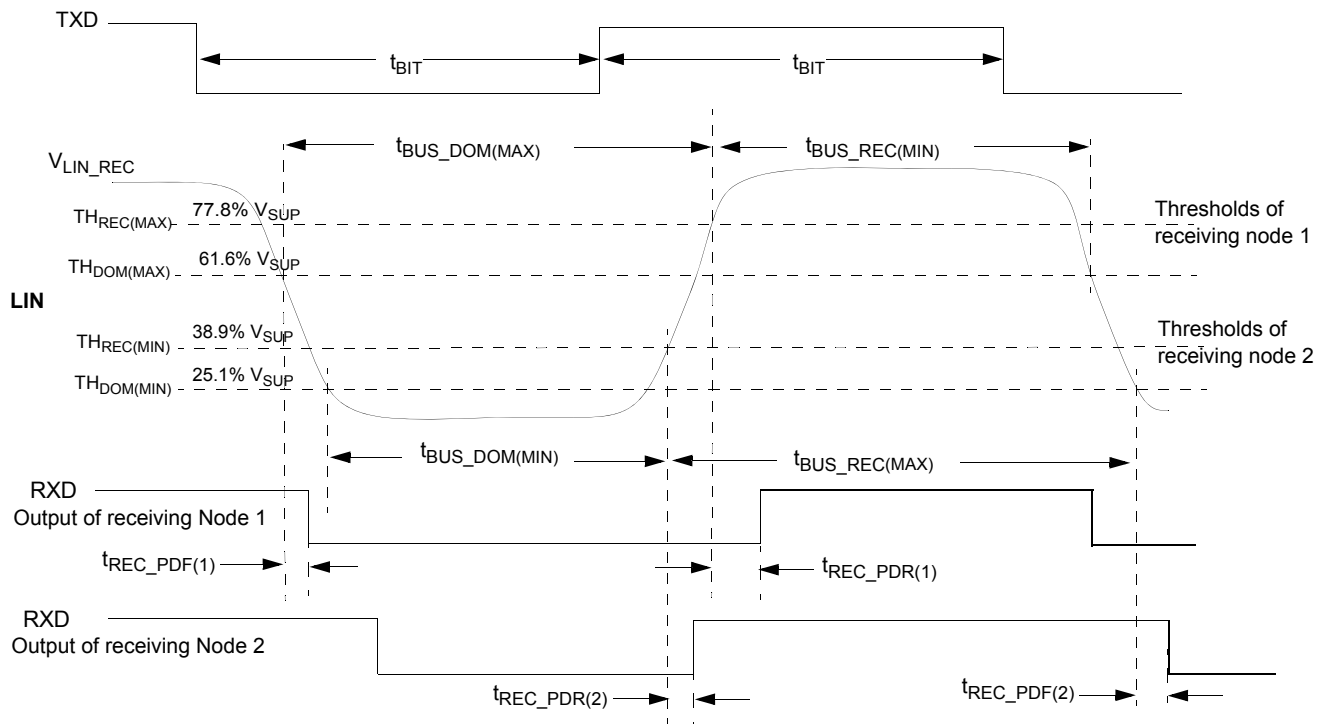 TXD
tBIT
tBIT
tBUS_DOM(MAX)
tBUS_REC(MIN)
VLIN_REC
THREC(MAX)
77.8% VSUP
Thresholds of
receiving node 1
THDOM(MAX)
61.6% VSUP
LIN
THREC(MIN)
38.9% VSUP
Thresholds of
receiving node 2
THDOM(MIN)
25.1% VSUP
tBUS_DOM(MIN)
tBUS_REC(MAX)
RXD
Output of receiving Node 1
tREC_PDF(1)
tREC_PDR(1)
RXD
Output of receiving Node 2
tREC_PDR(2)
tREC_PDF(2)